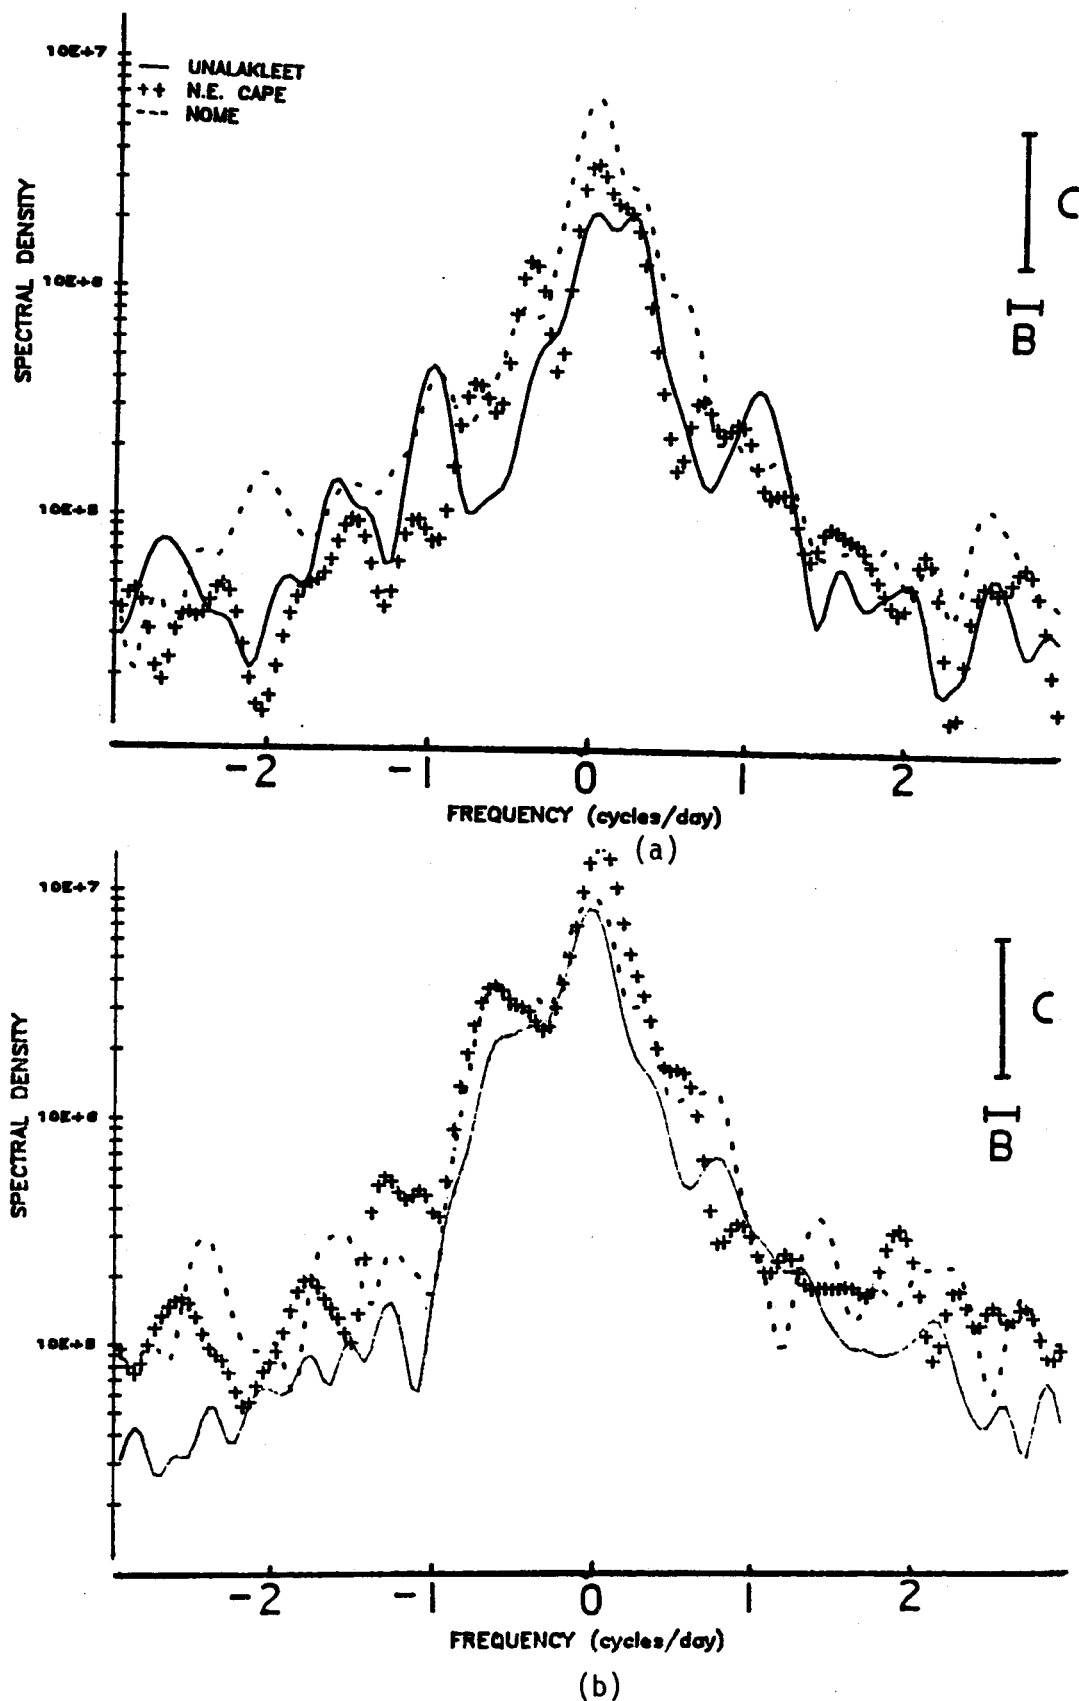 10E+7
— UNALAKLEET
++ N.E. CAPE
--- NOME
SPECTRAL DENSITY
C
10E+6
B
10E+5
-2 -1 0 1 2
FREQUENCY (cycles/day)
(a)
10E+7
C
SPECTRAL DENSITY
10E+6
B
10E+5
-2 -1 0 1 2
FREQUENCY (cycles/day)
(b)